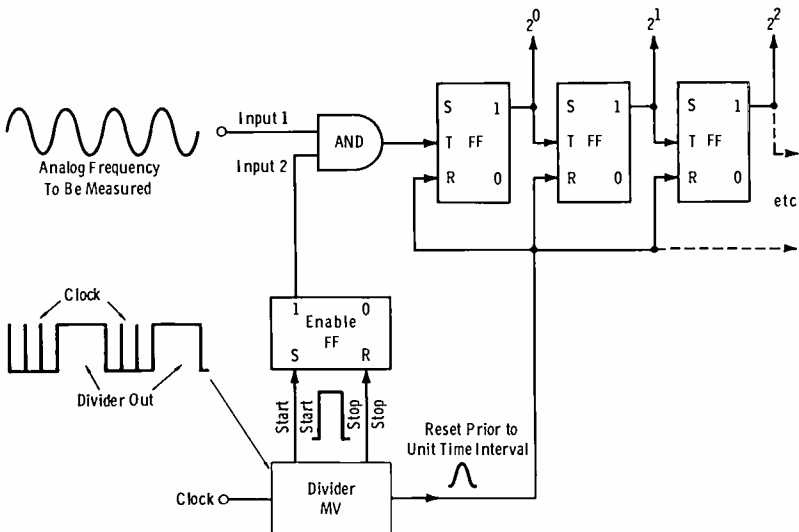 2⁰ 2¹ 2²
S 1
T FF
R 0
S 1
T FF
R 0
S 1
T FF
R 0
etc
Input 1
Input 2
AND
Analog Frequency
To Be Measured
Clock
Divider Out
1 0
Enable
FF
S R
Start
Start
Stop
Stop
Reset Prior to
Unit Time Interval
Clock
Divider
MV